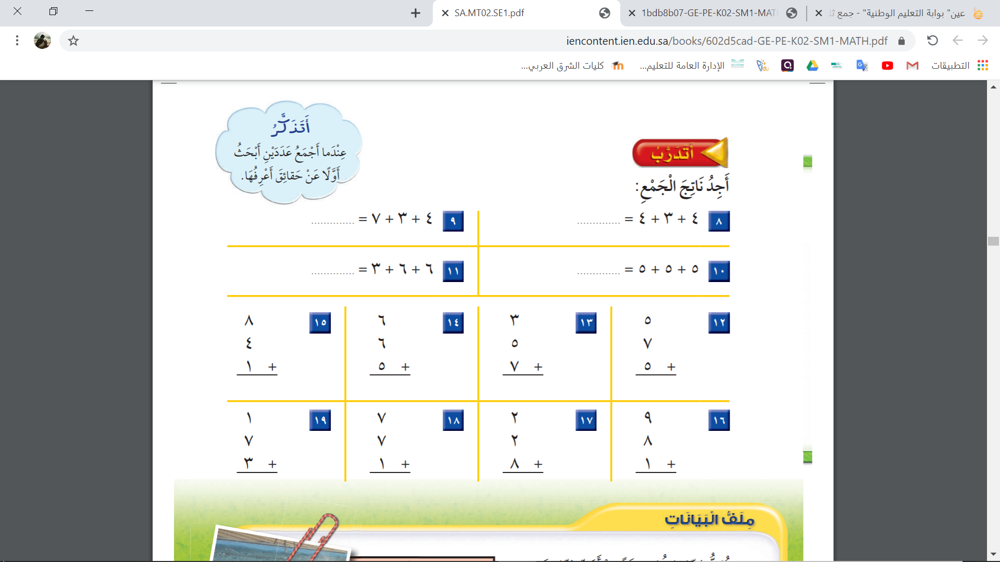 عين" بوابة التعليم الوطنية" - جمع ثلا
1bdb8b07-GE-PE-K02-SM1-MATH
SA.MT02.SE1.pdf
iencontent.ien.edu.sa/books/602d5cad-GE-PE-K02-SM1-MATH.pdf
التطبيقات
الإدارة العامة للتعليم...
كليات الشرق العربي...
أَتَذَكَّرُ
عِنْدَما أَجْمَعُ عَدَدَيْنِ أَبْحَثُ
أَوَّلًا عَنْ حَقائِقَ أَعْرِفُهَا.
أَتَدَرَّبُ
أَجِدُ نَاتِجَ الْجَمْعِ:
٨ ٤ + ٣ + ٤ = ..............
٩ ٤ + ٣ + ٧ = ..............
١٠ ٥ + ٥ + ٥ = ..............
١١ ٦ + ٦ + ٣ = ..............
١٢
٥
٧
+ ٥
١٣
٣
٥
+ ٧
١٤
٦
٦
+ ٥
١٥
٨
٤
+ ١
١٦
٩
٨
+ ١
١٧
٢
٢
+ ٨
١٨
٧
٧
+ ١
١٩
١
٧
+ ٣
مِلَفُّ الْبَيَانَاتِ